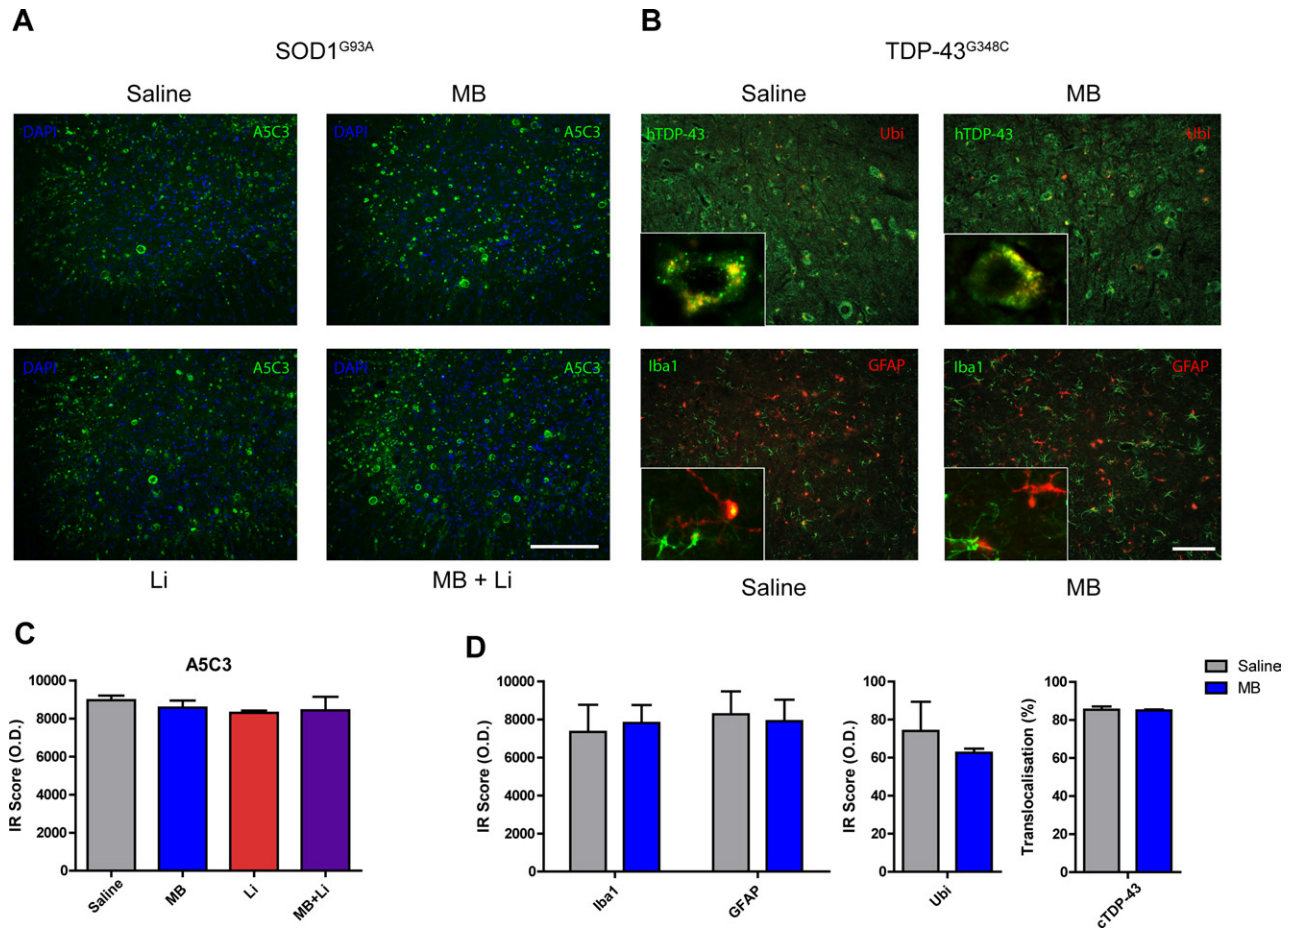 A
SOD1G93A
Saline
MB
DAPI
A5C3
DAPI
A5C3
DAPI
A5C3
DAPI
A5C3
Li
MB + Li
B
TDP-43G348C
Saline
MB
hTDP-43
Ubi
hTDP-43
Ubi
Iba1
GFAP
Iba1
GFAP
Saline
MB
C
A5C3
IR Score (O.D.)
10000
8000
6000
4000
2000
0
Saline
MB
Li
MB+Li
D
IR Score (O.D.)
10000
8000
6000
4000
2000
0
Iba1
GFAP
IR Score (O.D.)
100
80
60
40
20
0
Ubi
Translocalisation (%)
100
80
60
40
20
0
cTDP-43
Saline
MB